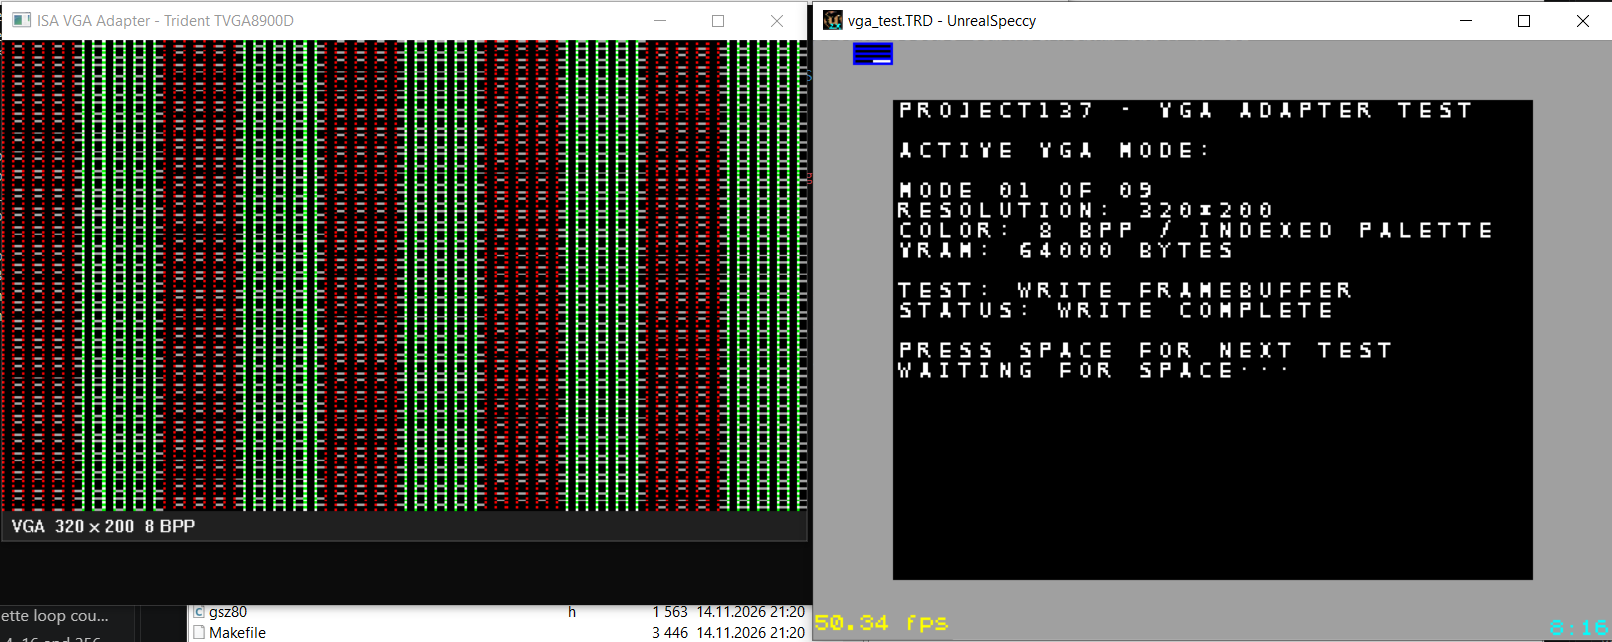 ISA VGA Adapter - Trident TVGA8900D
VGA 320 × 200 8 BPP
ette loop cou...
gsz80 h 1 563 14.11.2026 21:20
Makefile 3 446 14.11.2026 21:20
vga_test.TRD - UnrealSpeccy
PROJECT137 - VGA ADAPTER TEST
ACTIVE VGA MODE:
MODE 01 OF 09
RESOLUTION: 320x200
COLOR: 8 BPP / INDEXED PALETTE
VRAM: 64000 BYTES
TEST: WRITE FRAMEBUFFER
STATUS: WRITE COMPLETE
PRESS SPACE FOR NEXT TEST
WAITING FOR SPACE...
50.34 fps
8:16